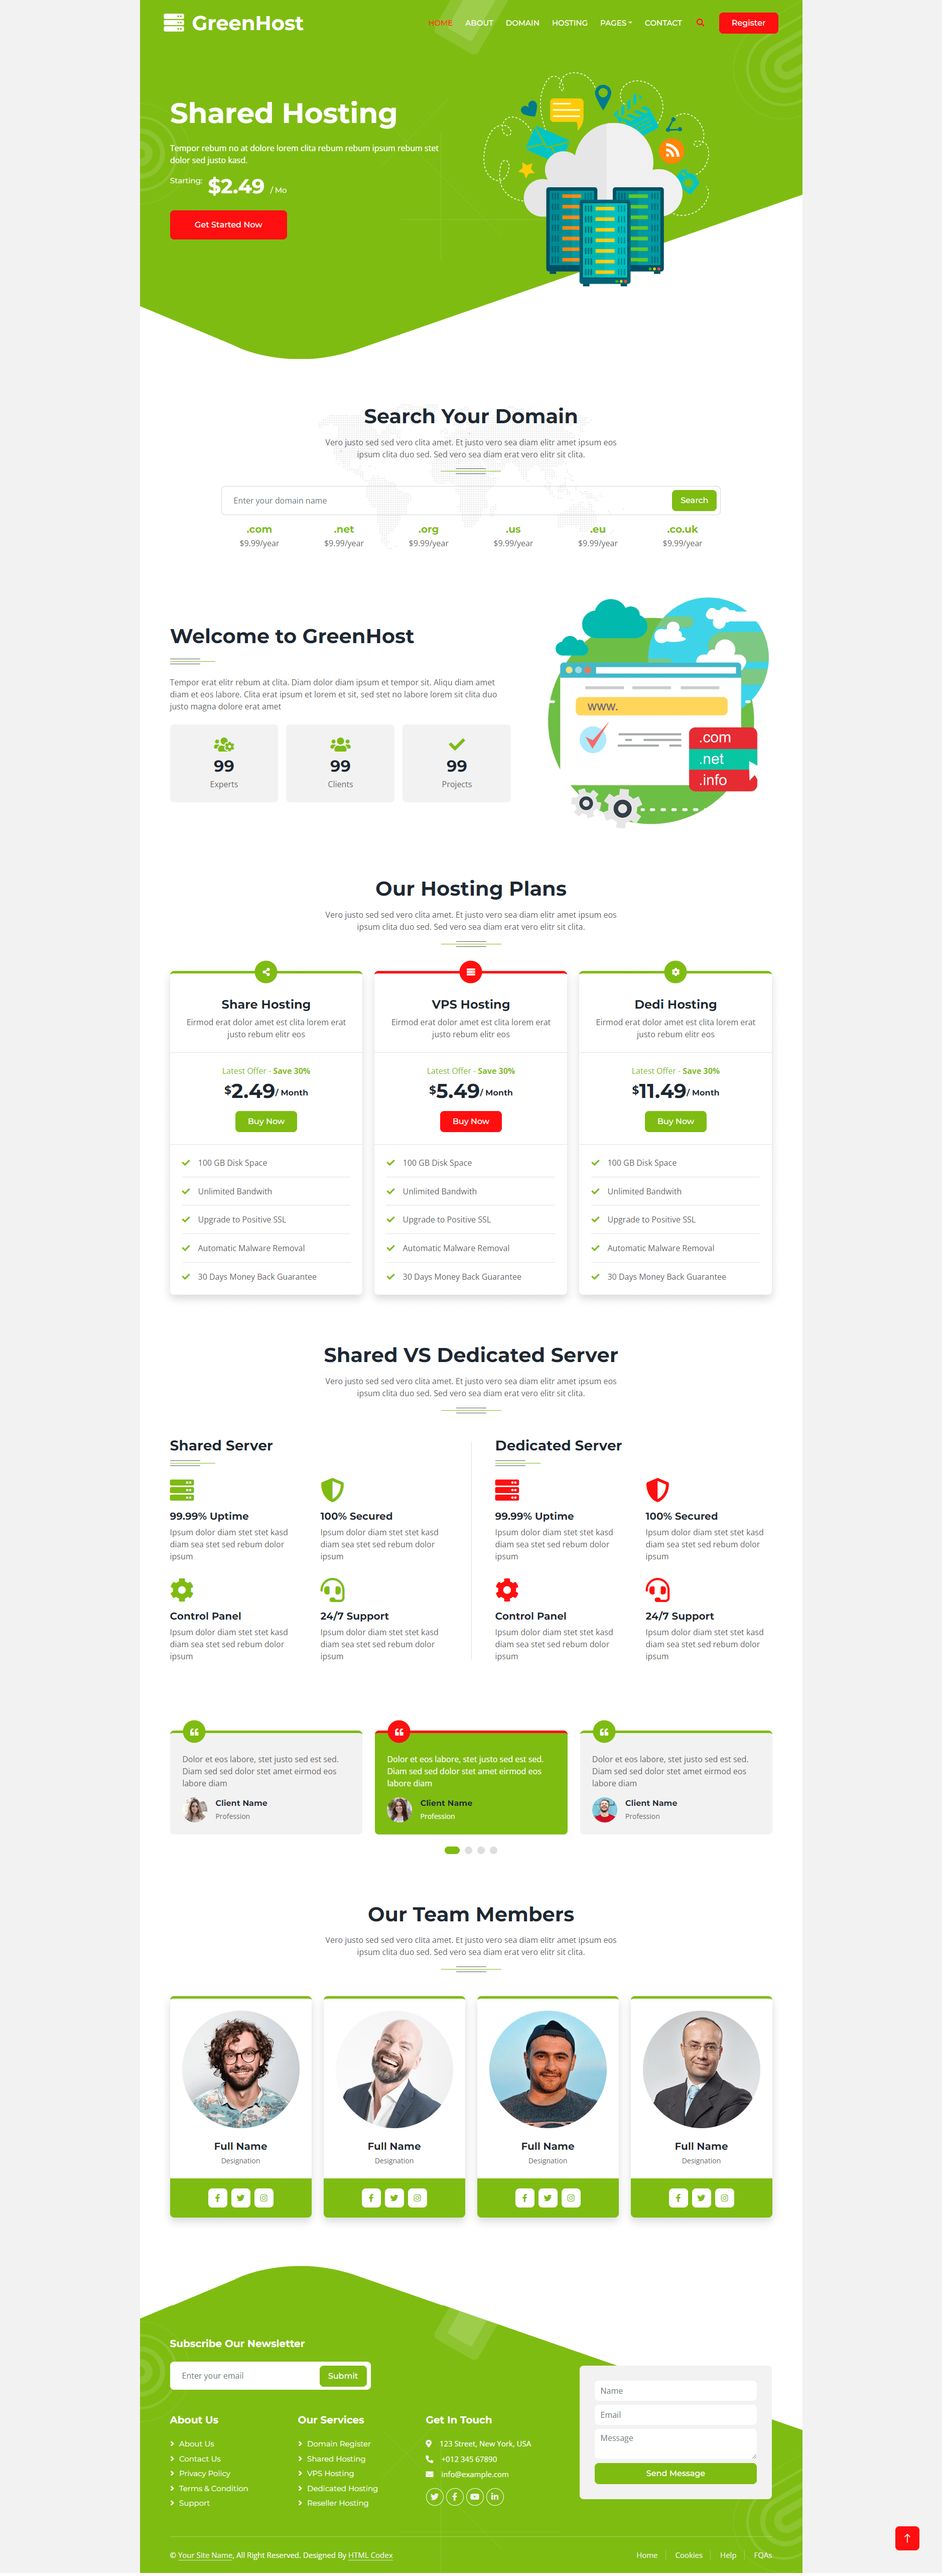 GreenHost
HOME ABOUT DOMAIN HOSTING PAGES CONTACT
Register
Shared Hosting
Tempor rebum no at dolore lorem clita rebum rebum ipsum rebum stet
dolor sed justo kasd.
Starting: $2.49 / Mo
Get Started Now
Search Your Domain
Vero justo sed sed vero clita amet. Et justo vero sea diam elitr amet ipsum eos
ipsum clita duo sed. Sed vero sea diam erat vero elitr sit clita.
Enter your domain name
Search
.com .net .org .us .eu .co.uk
$9.99/year $9.99/year $9.99/year $9.99/year $9.99/year $9.99/year
Welcome to GreenHost
Tempor erat elitr rebum at clita. Diam dolor diam ipsum et tempor sit. Aliqu diam amet
diam et eos labore. Clita erat ipsum et lorem et sit, sed stet no labore lorem sit clita duo
justo magna dolore erat amet
99 99 99
Experts Clients Projects
www.
.com
.net
.info
Our Hosting Plans
Vero justo sed sed vero clita amet. Et justo vero sea diam elitr amet ipsum eos
ipsum clita duo sed. Sed vero sea diam erat vero elitr sit clita.
Share Hosting
Eirmod erat dolor amet est clita lorem erat
justo rebum elitr eos
Latest Offer - Save 30%
$2.49/ Month
Buy Now
100 GB Disk Space
Unlimited Bandwith
Upgrade to Positive SSL
Automatic Malware Removal
30 Days Money Back Guarantee
VPS Hosting
Eirmod erat dolor amet est clita lorem erat
justo rebum elitr eos
Latest Offer - Save 30%
$5.49/ Month
Buy Now
100 GB Disk Space
Unlimited Bandwith
Upgrade to Positive SSL
Automatic Malware Removal
30 Days Money Back Guarantee
Dedi Hosting
Eirmod erat dolor amet est clita lorem erat
justo rebum elitr eos
Latest Offer - Save 30%
$11.49/ Month
Buy Now
100 GB Disk Space
Unlimited Bandwith
Upgrade to Positive SSL
Automatic Malware Removal
30 Days Money Back Guarantee
Shared VS Dedicated Server
Vero justo sed sed vero clita amet. Et justo vero sea diam elitr amet ipsum eos
ipsum clita duo sed. Sed vero sea diam erat vero elitr sit clita.
Shared Server
99.99% Uptime
Ipsum dolor diam stet stet kasd
diam sea stet sed rebum dolor
ipsum
100% Secured
Ipsum dolor diam stet stet kasd
diam sea stet sed rebum dolor
ipsum
Control Panel
Ipsum dolor diam stet stet kasd
diam sea stet sed rebum dolor
ipsum
24/7 Support
Ipsum dolor diam stet stet kasd
diam sea stet sed rebum dolor
ipsum
Dedicated Server
99.99% Uptime
Ipsum dolor diam stet stet kasd
diam sea stet sed rebum dolor
ipsum
100% Secured
Ipsum dolor diam stet stet kasd
diam sea stet sed rebum dolor
ipsum
Control Panel
Ipsum dolor diam stet stet kasd
diam sea stet sed rebum dolor
ipsum
24/7 Support
Ipsum dolor diam stet stet kasd
diam sea stet sed rebum dolor
ipsum
Dolor et eos labore, stet justo sed est sed.
Diam sed sed dolor stet amet eirmod eos
labore diam
Client Name
Profession
Dolor et eos labore, stet justo sed est sed.
Diam sed sed dolor stet amet eirmod eos
labore diam
Client Name
Profession
Dolor et eos labore, stet justo sed est sed.
Diam sed sed dolor stet amet eirmod eos
labore diam
Client Name
Profession
Our Team Members
Vero justo sed sed vero clita amet. Et justo vero sea diam elitr amet ipsum eos
ipsum clita duo sed. Sed vero sea diam erat vero elitr sit clita.
Full Name Full Name Full Name Full Name
Designation Designation Designation Designation
Subscribe Our Newsletter
Enter your email
Submit
About Us
About Us
Contact Us
Privacy Policy
Terms & Condition
Support
Our Services
Domain Register
Shared Hosting
VPS Hosting
Dedicated Hosting
Reseller Hosting
Get In Touch
123 Street, New York, USA
+012 345 67890
info@example.com
Name
Email
Message
Send Message
© Your Site Name, All Right Reserved. Designed By HTML Codex
Home Cookies Help FQAs